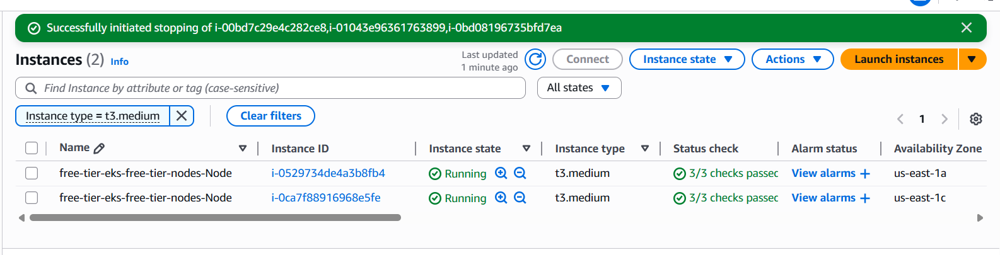 Successfully initiated stopping of i-00bd7c29e4c282ce8,i-01043e96361763899,i-0bd08196735bfd7ea
Instances (2) Info
Last updated
1 minute ago
Connect
Instance state
Actions
Launch instances
Find Instance by attribute or tag (case-sensitive)
All states
Instance type = t3.medium
Clear filters
1
Name Instance ID Instance state Instance type Status check Alarm status Availability Zone
free-tier-eks-free-tier-nodes-Node i-0529734de4a3b8fb4 Running t3.medium 3/3 checks passec View alarms + us-east-1a
free-tier-eks-free-tier-nodes-Node i-0ca7f88916968e5fe Running t3.medium 3/3 checks passec View alarms + us-east-1c